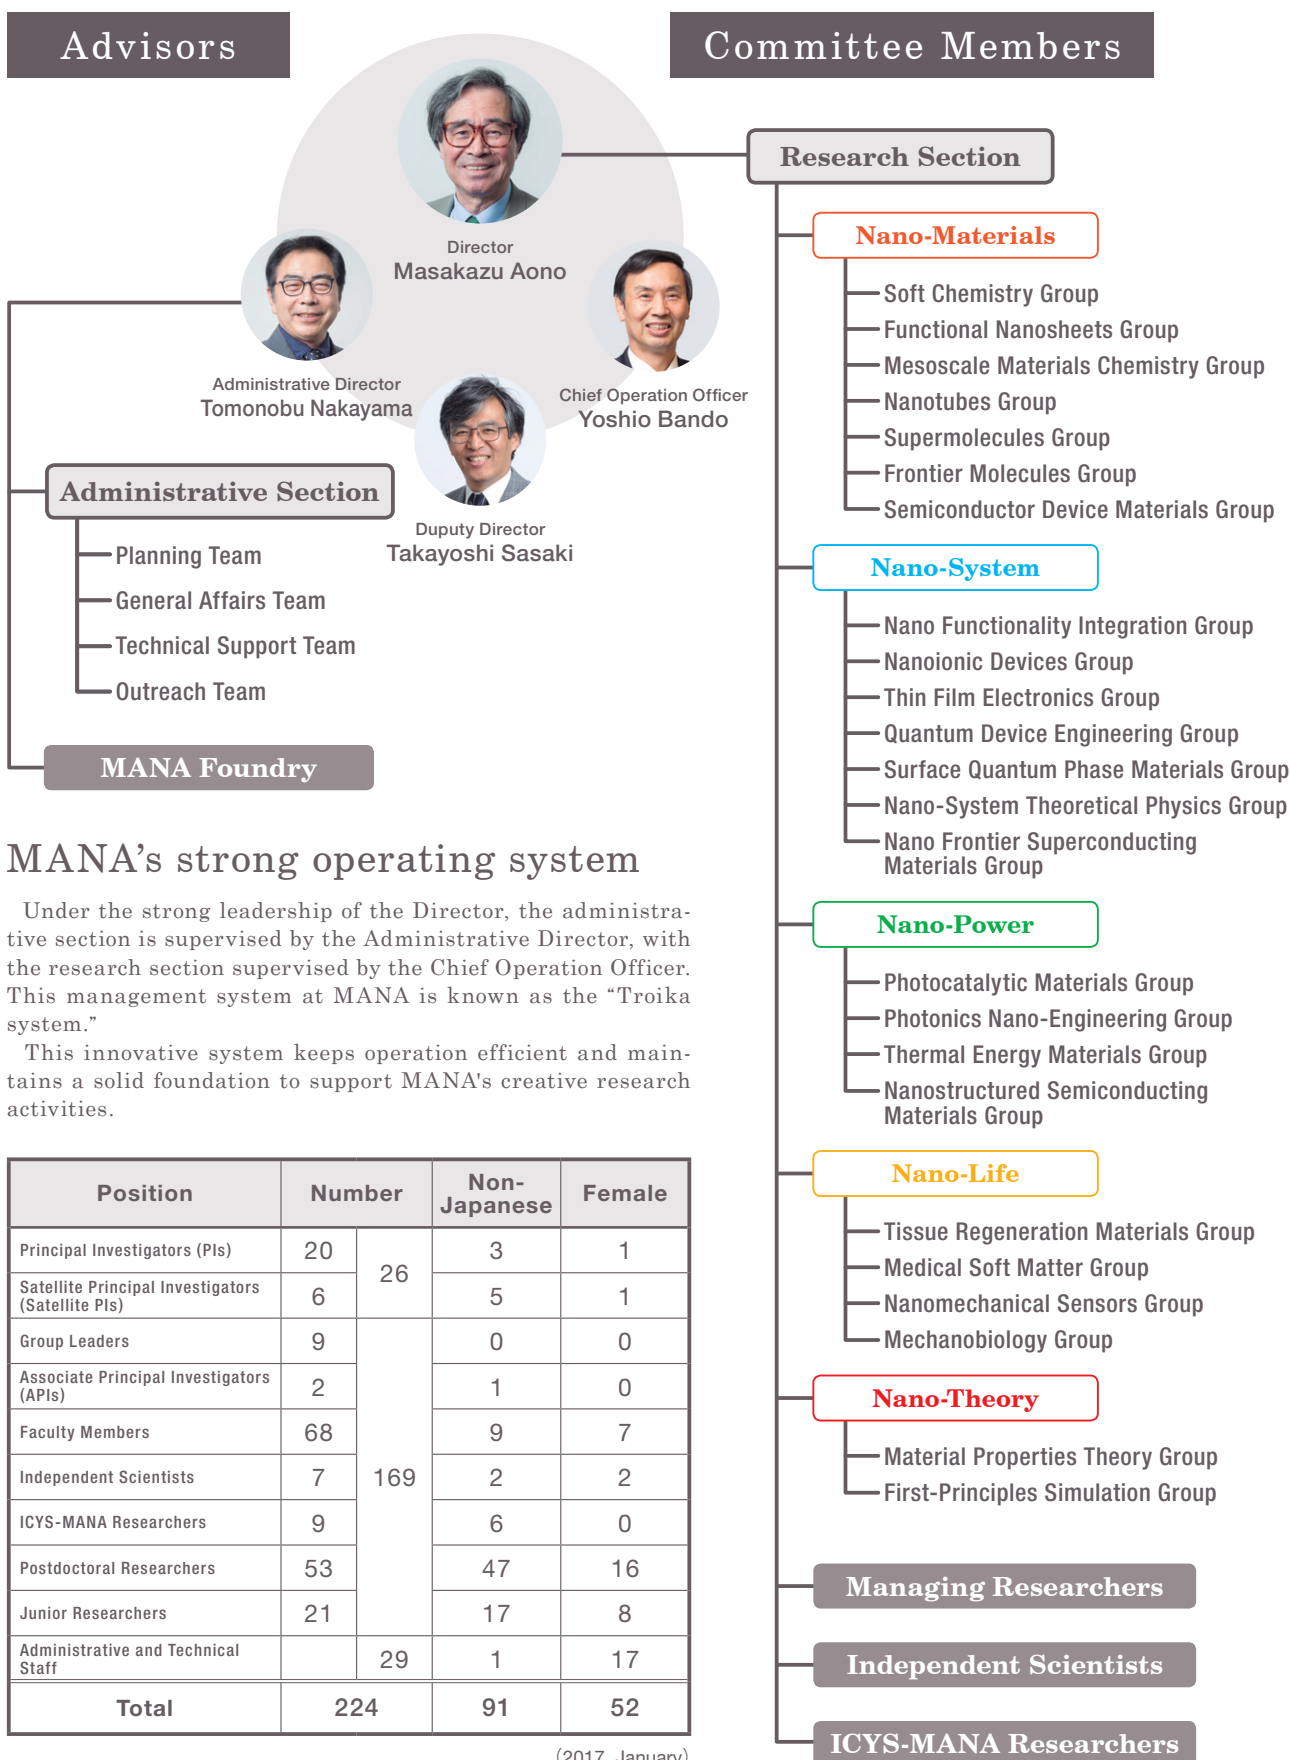 Advisors
Committee Members
Director
Masakazu Aono
Administrative Director
Tomonobu Nakayama
Chief Operation Officer
Yoshio Bando
Duputy Director
Takayoshi Sasaki
Administrative Section
Planning Team
General Affairs Team
Technical Support Team
Outreach Team
MANA Foundry
Research Section
Nano-Materials
Soft Chemistry Group
Functional Nanosheets Group
Mesoscale Materials Chemistry Group
Nanotubes Group
Supermolecules Group
Frontier Molecules Group
Semiconductor Device Materials Group
Nano-System
Nano Functionality Integration Group
Nanoionic Devices Group
Thin Film Electronics Group
Quantum Device Engineering Group
Surface Quantum Phase Materials Group
Nano-System Theoretical Physics Group
Nano Frontier Superconducting
Materials Group
Nano-Power
Photocatalytic Materials Group
Photonics Nano-Engineering Group
Thermal Energy Materials Group
Nanostructured Semiconducting
Materials Group
Nano-Life
Tissue Regeneration Materials Group
Medical Soft Matter Group
Nanomechanical Sensors Group
Mechanobiology Group
Nano-Theory
Material Properties Theory Group
First-Principles Simulation Group
Managing Researchers
Independent Scientists
ICYS-MANA Researchers
MANA’s strong operating system
Under the strong leadership of the Director, the administra-
tive section is supervised by the Administrative Director, with
the research section supervised by the Chief Operation Officer.
This management system at MANA is known as the “Troika
system.”
This innovative system keeps operation efficient and main-
tains a solid foundation to support MANA's creative research
activities.
Position Number Non-Japanese Female
Principal Investigators (PIs) 20 26 3 1
Satellite Principal Investigators
(Satellite PIs) 6 5 1
Group Leaders 9 169 0 0
Associate Principal Investigators
(APIs) 2 1 0
Faculty Members 68 9 7
Independent Scientists 7 2 2
ICYS-MANA Researchers 9 6 0
Postdoctoral Researchers 53 47 16
Junior Researchers 21 17 8
Administrative and Technical
Staff 29 1 17
Total 224 91 52
(2017, January)